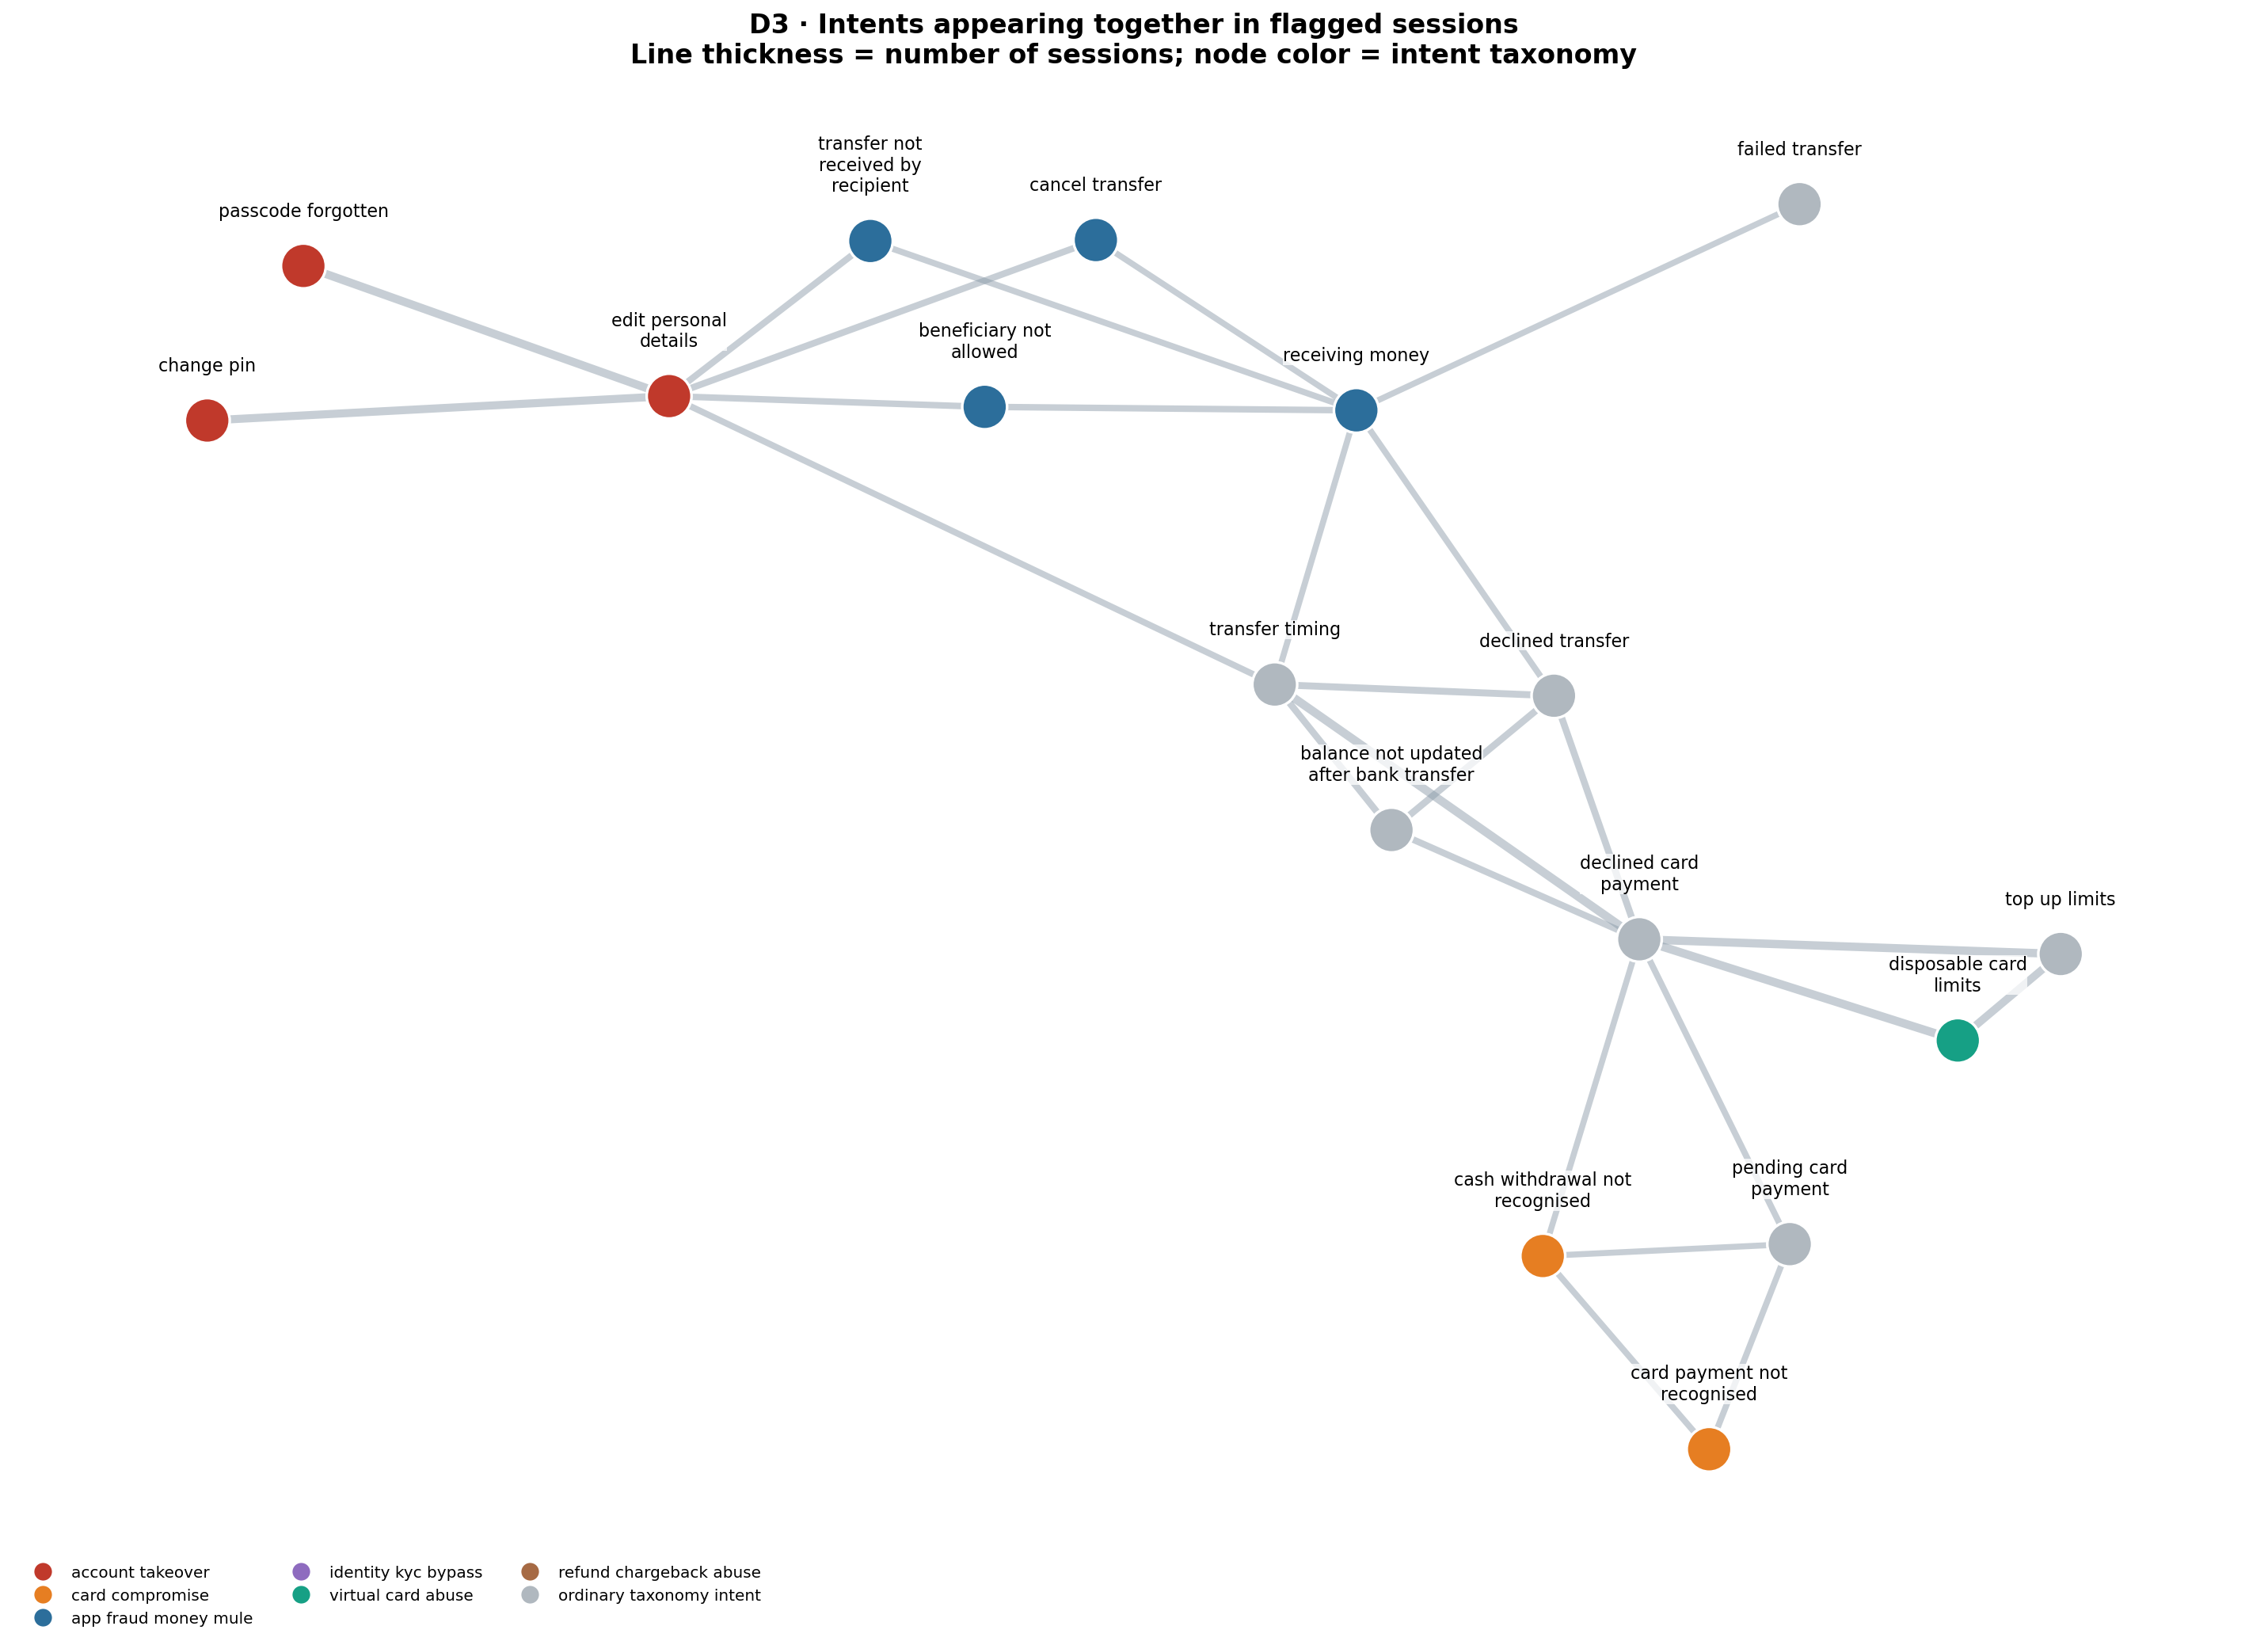 D3 · Intents appearing together in flagged sessions
Line thickness = number of sessions; node color = intent taxonomy
transfer not
received by
recipient
cancel transfer
failed transfer
passcode forgotten
edit personal
details
beneficiary not
allowed
receiving money
change pin
transfer timing
declined transfer
balance not updated
after bank transfer
declined card
payment
top up limits
disposable card
limits
cash withdrawal not
recognised
pending card
payment
card payment not
recognised
account takeover
card compromise
app fraud money mule
identity kyc bypass
virtual card abuse
refund chargeback abuse
ordinary taxonomy intent